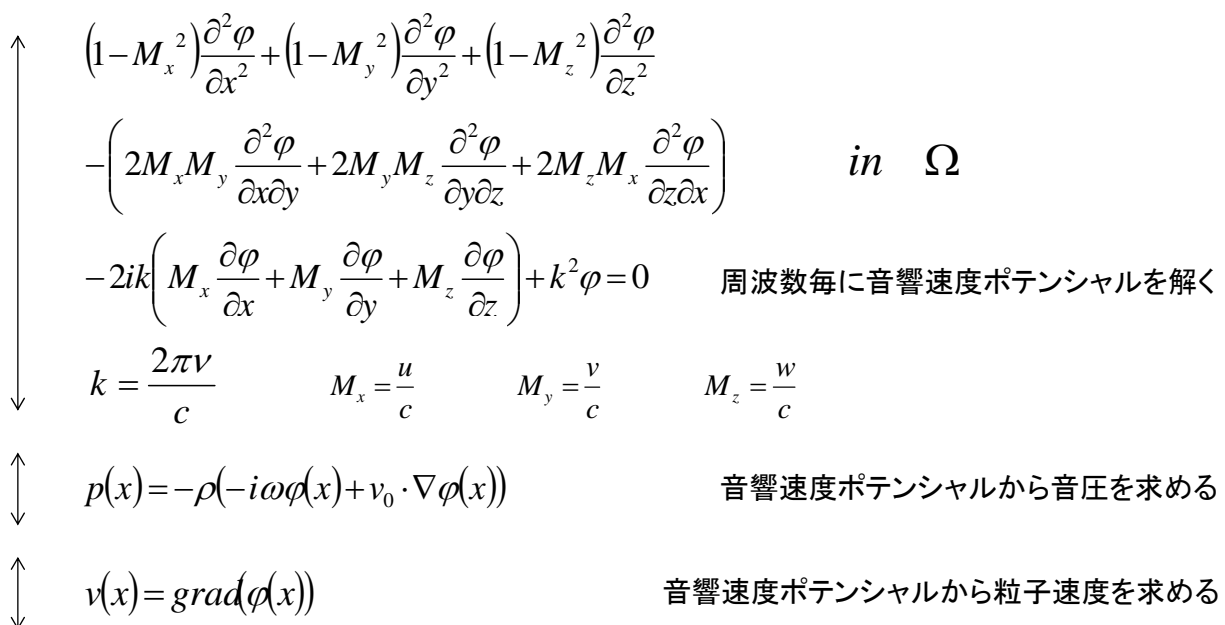 (1−M_x²)∂²φ/∂x² + (1−M_y²)∂²φ/∂y² + (1−M_z²)∂²φ/∂z²
−(2M_xM_y ∂²φ/∂x∂y + 2M_yM_z ∂²φ/∂y∂z + 2M_zM_x ∂²φ/∂z∂x) in Ω
−2ik(M_x ∂φ/∂x + M_y ∂φ/∂y + M_z ∂φ/∂z) + k²φ = 0 周波数毎に音響速度ポテンシャルを解く
k = 2πν/c M_x = u/c M_y = v/c M_z = w/c
p(x) = −ρ(−iωφ(x) + v₀·∇φ(x)) 音響速度ポテンシャルから音圧を求める
v(x) = grad(φ(x)) 音響速度ポテンシャルから粒子速度を求める